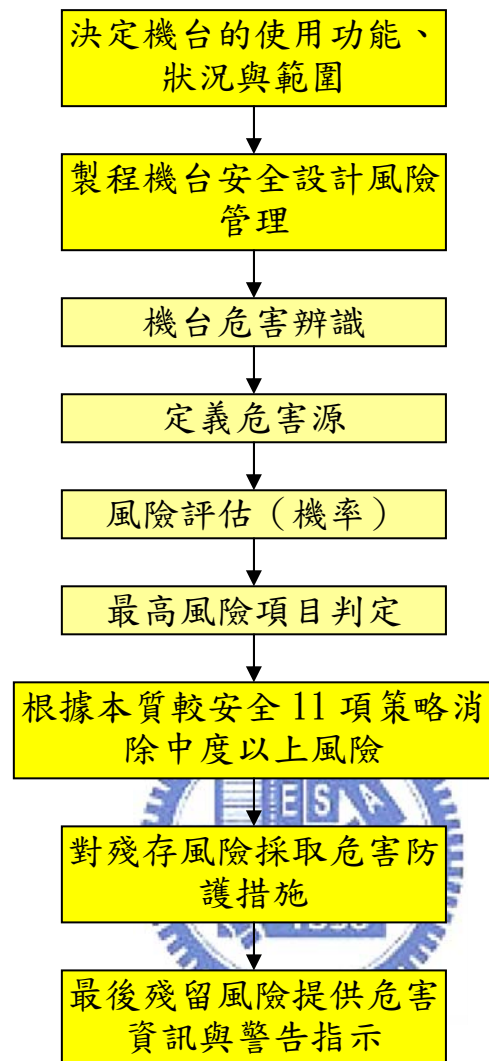 決定機台的使用功能、
狀況與範圍
製程機台安全設計風險
管理
機台危害辨識
定義危害源
風險評估（機率）
最高風險項目判定
根據本質較安全 11 項策略消
除中度以上風險
E S A
對殘存風險採取危害防
護措施
最後殘留風險提供危害
資訊與警告指示